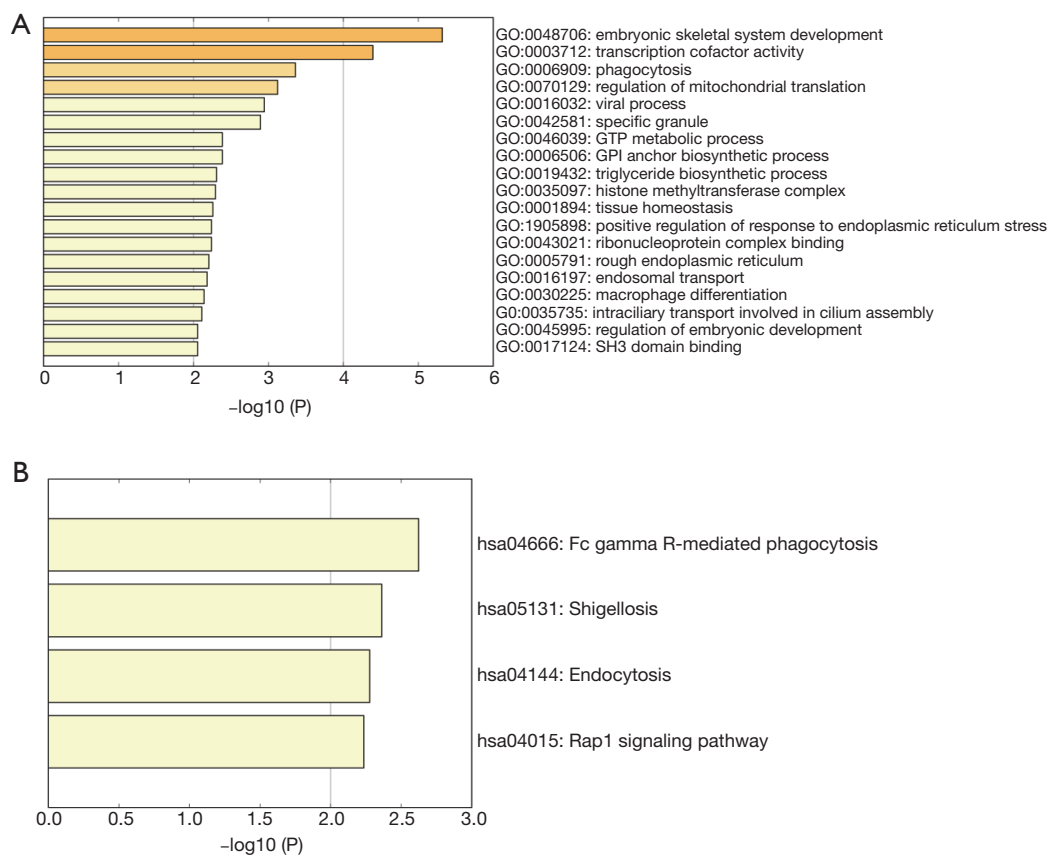 A
GO:0048706: embryonic skeletal system development
GO:0003712: transcription cofactor activity
GO:0006909: phagocytosis
GO:0070129: regulation of mitochondrial translation
GO:0016032: viral process
GO:0042581: specific granule
GO:0046039: GTP metabolic process
GO:0006506: GPI anchor biosynthetic process
GO:0019432: triglyceride biosynthetic process
GO:0035097: histone methyltransferase complex
GO:0001894: tissue homeostasis
GO:1905898: positive regulation of response to endoplasmic reticulum stress
GO:0043021: ribonucleoprotein complex binding
GO:0005791: rough endoplasmic reticulum
GO:0016197: endosomal transport
GO:0030225: macrophage differentiation
G0:0035735: intraciliary transport involved in cilium assembly
GO:0045995: regulation of embryonic development
GO:0017124: SH3 domain binding
0 1 2 3 4 5 6
–log10 (P)
B
hsa04666: Fc gamma R-mediated phagocytosis
hsa05131: Shigellosis
hsa04144: Endocytosis
hsa04015: Rap1 signaling pathway
0.0 0.5 1.0 1.5 2.0 2.5 3.0
–log10 (P)